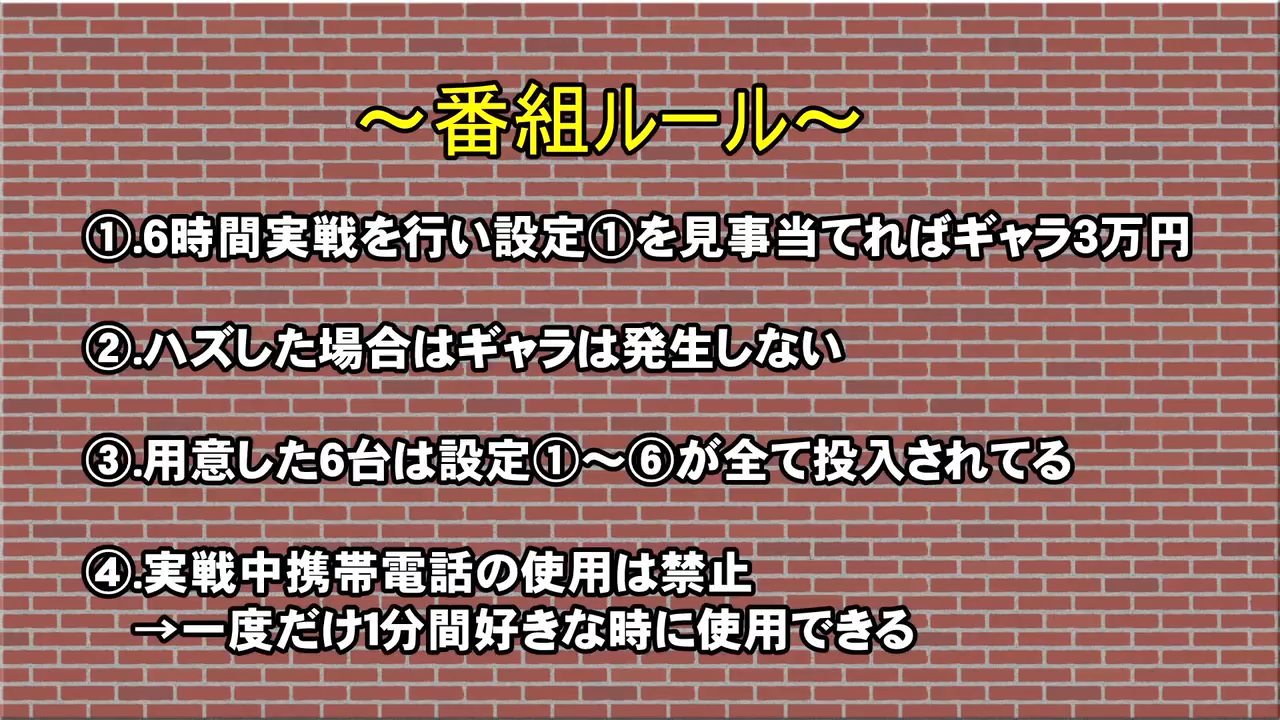 ～番組ルール～
①.6時間実戦を行い設定①を見事当てればギャラ3万円
②.ハズした場合はギャラは発生しない
③.用意した6台は設定①～⑥が全て投入されてる
④.実戦中携帯電話の使用は禁止
→一度だけ1分間好きな時に使用できる